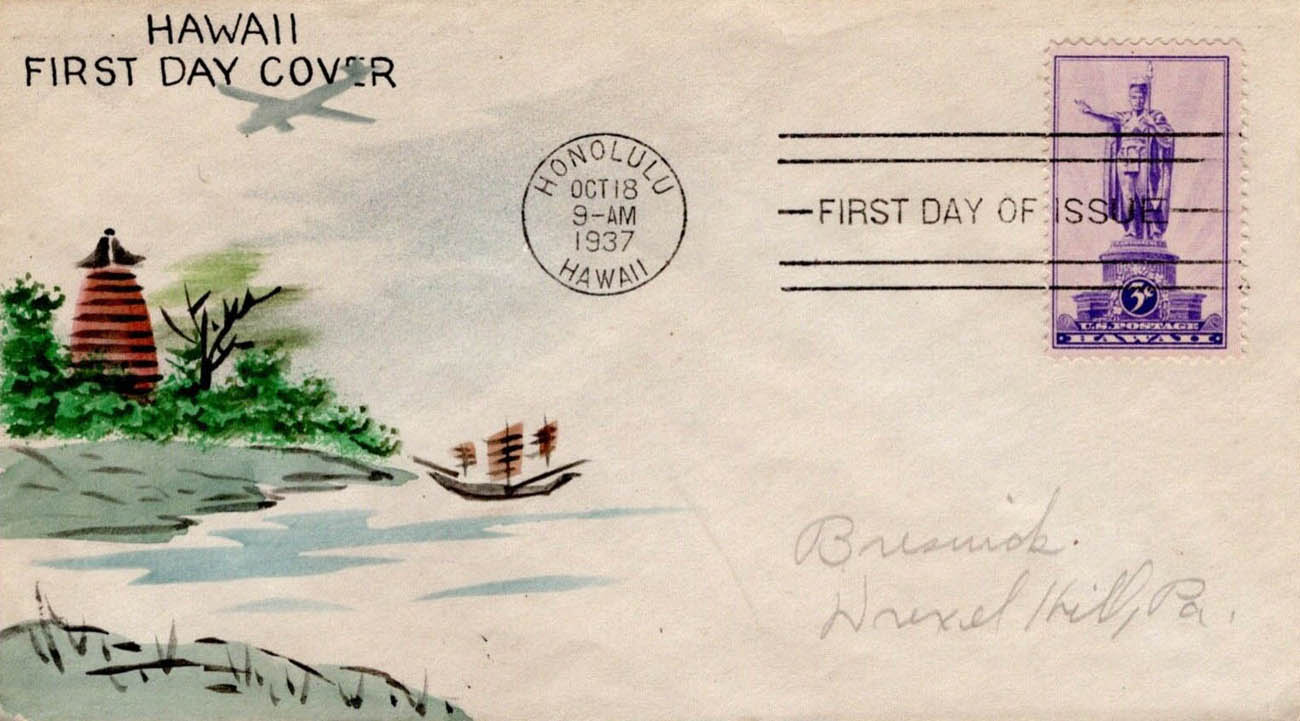 HAWAII
FIRST DAY COVER
HONOLULU
OCT 18
9-AM
1937
HAWAII
FIRST DAY OF ISSUE
3¢
U.S. POSTAGE
HAWAII
Breswick.
Drexel Hill, Pa.